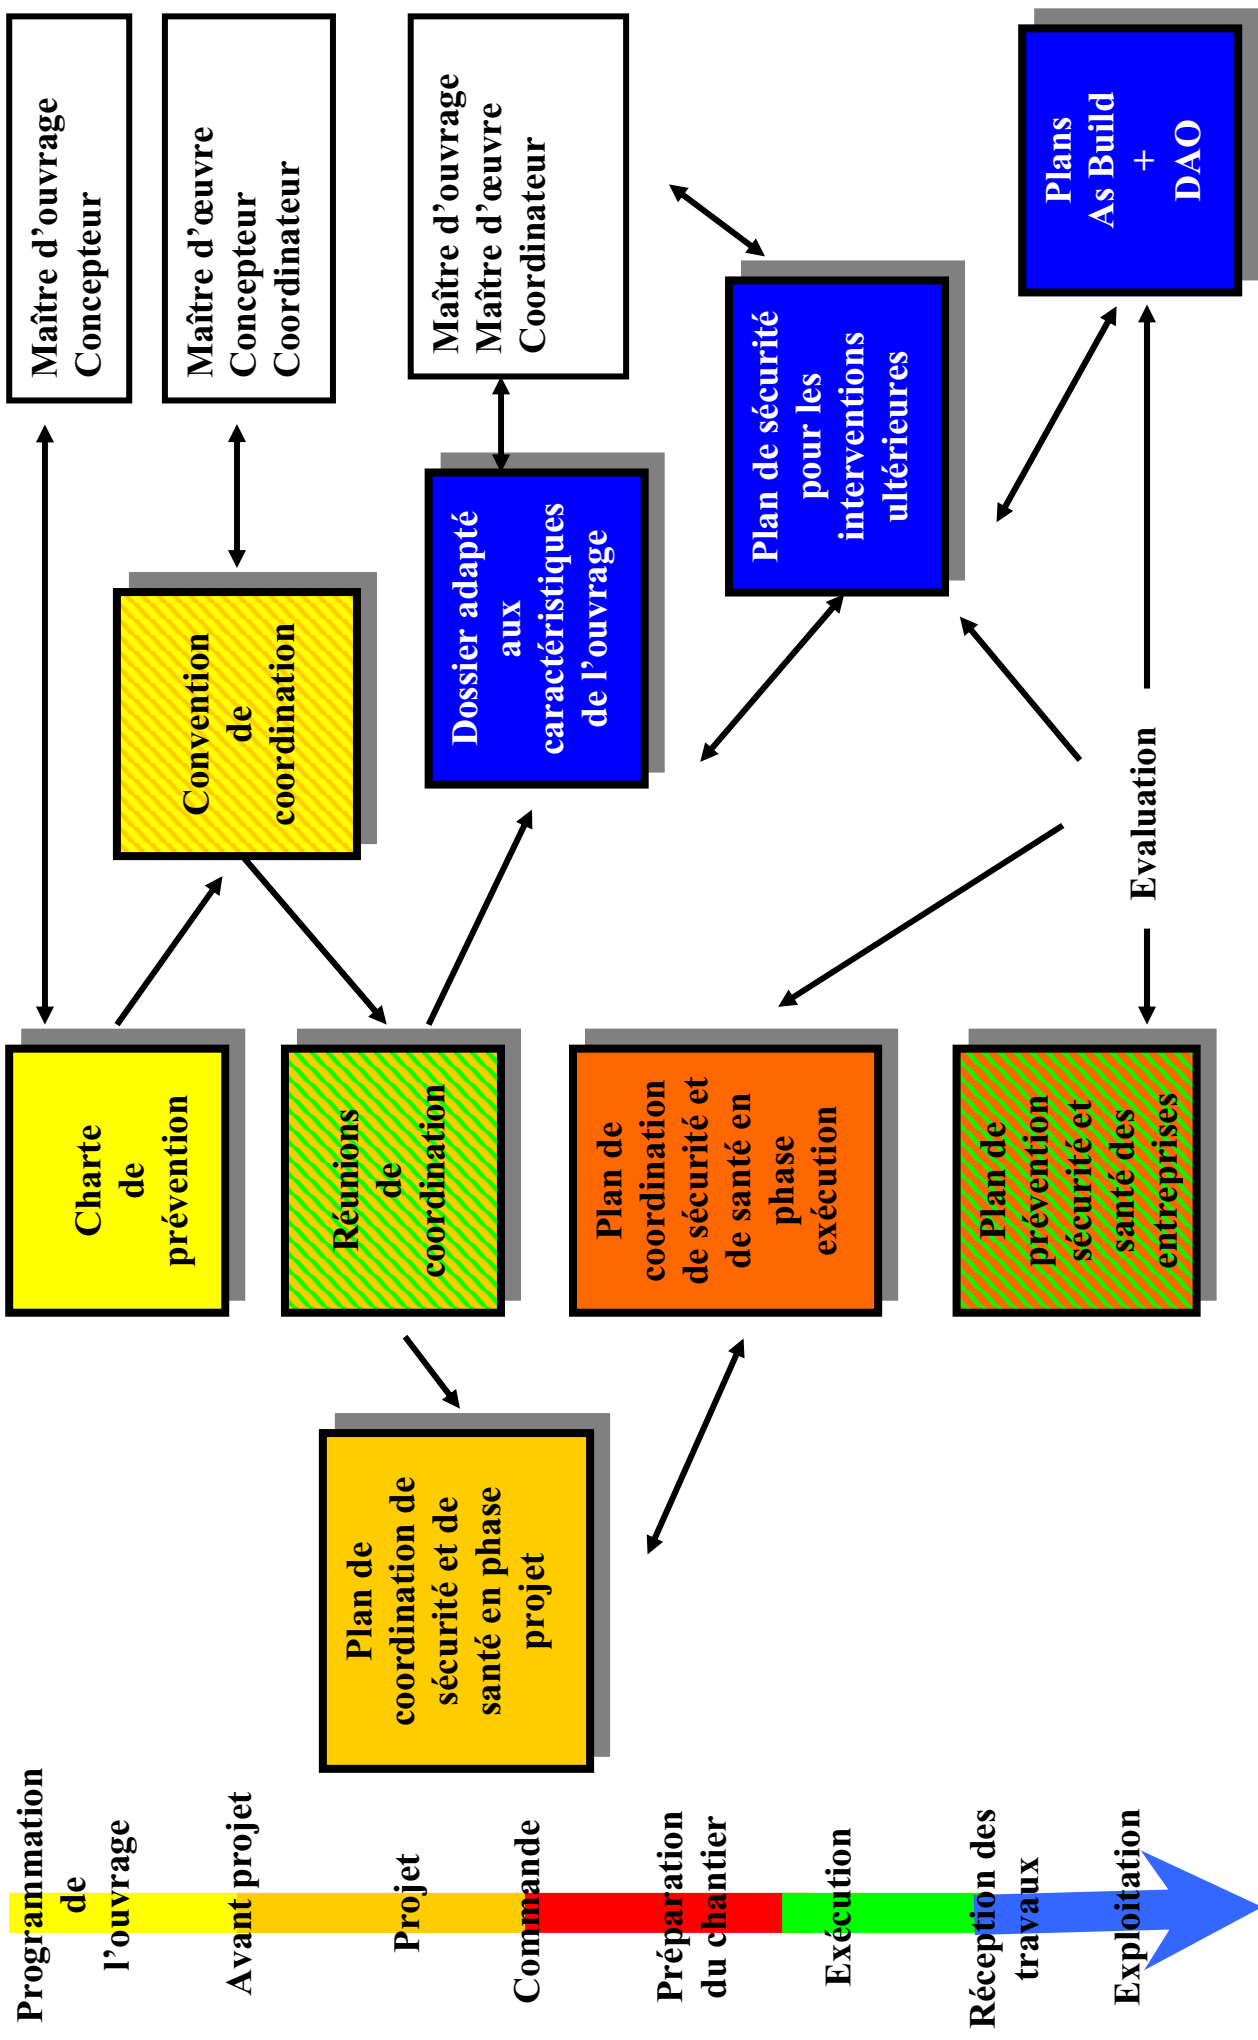 Programmation
de
l’ouvrage
Avant projet
Projet
Commande
Préparation
du chantier
Exécution
Réception des
travaux
Exploitation
Plan de
coordination de
sécurité et de
santé en phase
projet
Charte
de
prévention
Réunions
de
coordination
Plan de
coordination
de sécurité et
de santé en
phase
exécution
Plan de
prévention
sécurité et
santé des
entreprises
Convention
de
coordination
Dossier adapté
aux
caractéristiques
de l’ouvrage
Plan de sécurité
pour les
interventions
ultérieures
Evaluation
Maître d’ouvrage
Concepteur
Maître d’œuvre
Concepteur
Coordinateur
Maître d’ouvrage
Maître d’œuvre
Coordinateur
Plans
As Build
+
DAO